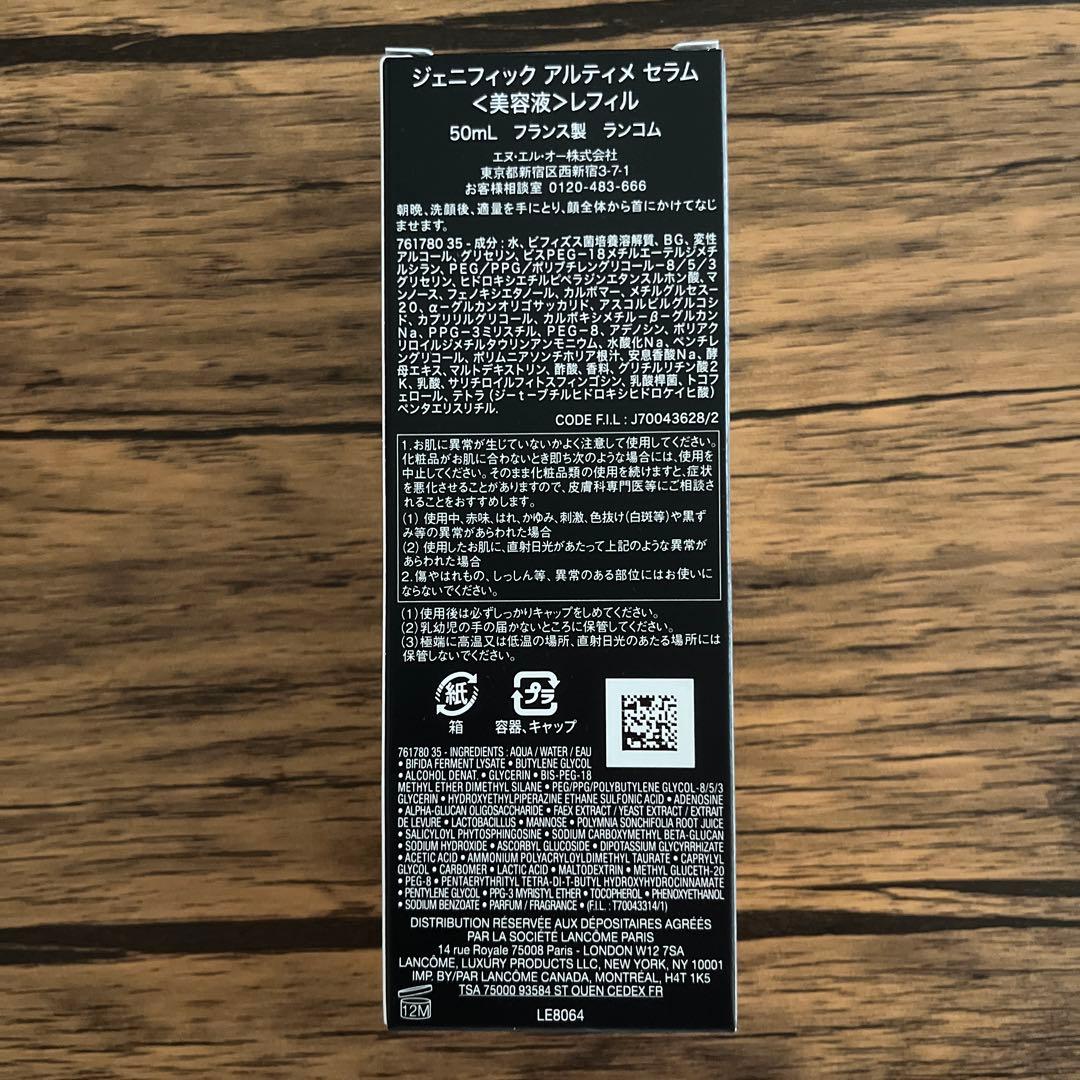 ジェニフィック アルティメ セラム
<美容液>レフィル
50mL フランス製 ランコム
エヌ・エル・オー株式会社
東京都新宿区西新宿3-7-1
お客様相談室 0120-483-666
朝晩、洗顔後、適量を手にとり、顔全体から首にかけてなじ
ませます。
761780 35 - 成分 : 水、ビフィズス菌培養溶解質、BG、変性
アルコール、グリセリン、ビスPEG-18メチルエーテルジメチ
ルシラン、PEG/PPG/ポリブチレングリコール-8/5/3
グリセリン、ヒドロキシエチルピペラジンエタンスルホン酸、マ
ンノース、フェノキシエタノール、カルボマー、メチルグルセス-
20、α-グルカンオリゴサッカリド、アスコルビルグルコシ
ド、カプリリルグリコール、カルボキシメチル-β-グルカン
Na、PPG-3ミリスチル、PEG-8、アデノシン、ポリアク
リロイルジメチルタウリンアンモニウム、水酸化Na、ペンチレ
ングリコール、ポリムニアソンチホリア根汁、安息香酸Na、酵
母エキス、マルトデキストリン、酢酸、香料、グリチルリチン酸2
K、乳酸、サリチロイルフィトスフィンゴシン、乳酸桿菌、トコフ
ェロール、テトラ(ジ-t-ブチルヒドロキシヒドロケイヒ酸)
ペンタエリスリチル.
CODE F.I.L : J70043628/2
1.お肌に異常が生じていないかよく注意して使用してください。
化粧品がお肌に合わないとき即ち次のような場合には、使用を
中止してください。そのまま化粧品類の使用を続けますと、症状
を悪化させることがありますので、皮膚科専門医等にご相談さ
れることをおすすめします。
(1) 使用中、赤味、はれ、かゆみ、刺激、色抜け(白斑等)や黒ず
み等の異常があらわれた場合
(2) 使用したお肌に、直射日光があたって上記のような異常が
あらわれた場合
2.傷やはれもの、しっしん等、異常のある部位にはお使いに
ならないでください。
(1)使用後は必ずしっかりキャップをしめてください。
(2)乳幼児の手の届かないところに保管してください。
(3)極端に高温又は低温の場所、直射日光のあたる場所には
保管しないでください。
紙 プラ
箱 容器、キャップ
761780 35 - INGREDIENTS : AQUA / WATER / EAU
• BIFIDA FERMENT LYSATE • BUTYLENE GLYCOL
• ALCOHOL DENAT. • GLYCERIN • BIS-PEG-18
METHYL ETHER DIMETHYL SILANE • PEG/PPG/POLYBUTYLENE GLYCOL-8/5/3
GLYCERIN • HYDROXYETHYLPIPERAZINE ETHANE SULFONIC ACID • ADENOSINE
• ALPHA-GLUCAN OLIGOSACCHARIDE • FAEX EXTRACT / YEAST EXTRACT / EXTRAIT
DE LEVURE • LACTOBACILLUS • MANNOSE • POLYMNIA SONCHIFOLIA ROOT JUICE
• SALICYLOYL PHYTOSPHINGOSINE • SODIUM CARBOXYMETHYL BETA-GLUCAN
• SODIUM HYDROXIDE • ASCORBYL GLUCOSIDE • DIPOTASSIUM GLYCYRRHIZATE
• ACETIC ACID • AMMONIUM POLYACRYLOYLDIMETHYL TAURATE • CAPRYLYL
GLYCOL • CARBOMER • LACTIC ACID • MALTODEXTRIN • METHYL GLUCETH-20
• PEG-8 • PENTAERYTHRITYL TETRA-DI-T-BUTYL HYDROXYHYDROCINNAMATE
• PENTYLENE GLYCOL • PPG-3 MYRISTYL ETHER • TOCOPHEROL • PHENOXYETHANOL
• SODIUM BENZOATE • PARFUM / FRAGRANCE • (F.I.L : T70043314/1)
DISTRIBUTION RÉSERVÉE AUX DÉPOSITAIRES AGRÉÉS
PAR LA SOCIÉTÉ LANCÔME PARIS
14 rue Royale 75008 Paris - LONDON W12 7SA
LANCÔME, LUXURY PRODUCTS LLC, NEW YORK, NY 10001
IMP. BY/PAR LANCÔME CANADA, MONTRÉAL, H4T 1K5
TSA 75000 93584 ST OUEN CEDEX FR
12M
LE8064